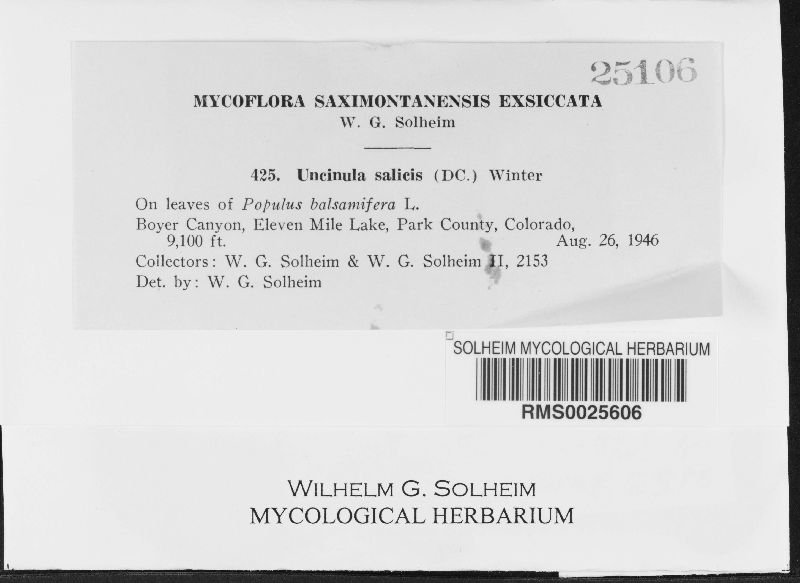 25106
MYCOFLORA SAXIMONTANENSIS EXSICCATA
W. G. Solheim
425. Uncinula salicis (DC.) Winter
On leaves of Populus balsamifera L.
Boyer Canyon, Eleven Mile Lake, Park County, Colorado,
9,100 ft. Aug. 26, 1946
Collectors: W. G. Solheim & W. G. Solheim II, 2153
Det. by: W. G. Solheim
SOLHEIM MYCOLOGICAL HERBARIUM
RMS0025606
WILHELM G. SOLHEIM
MYCOLOGICAL HERBARIUM